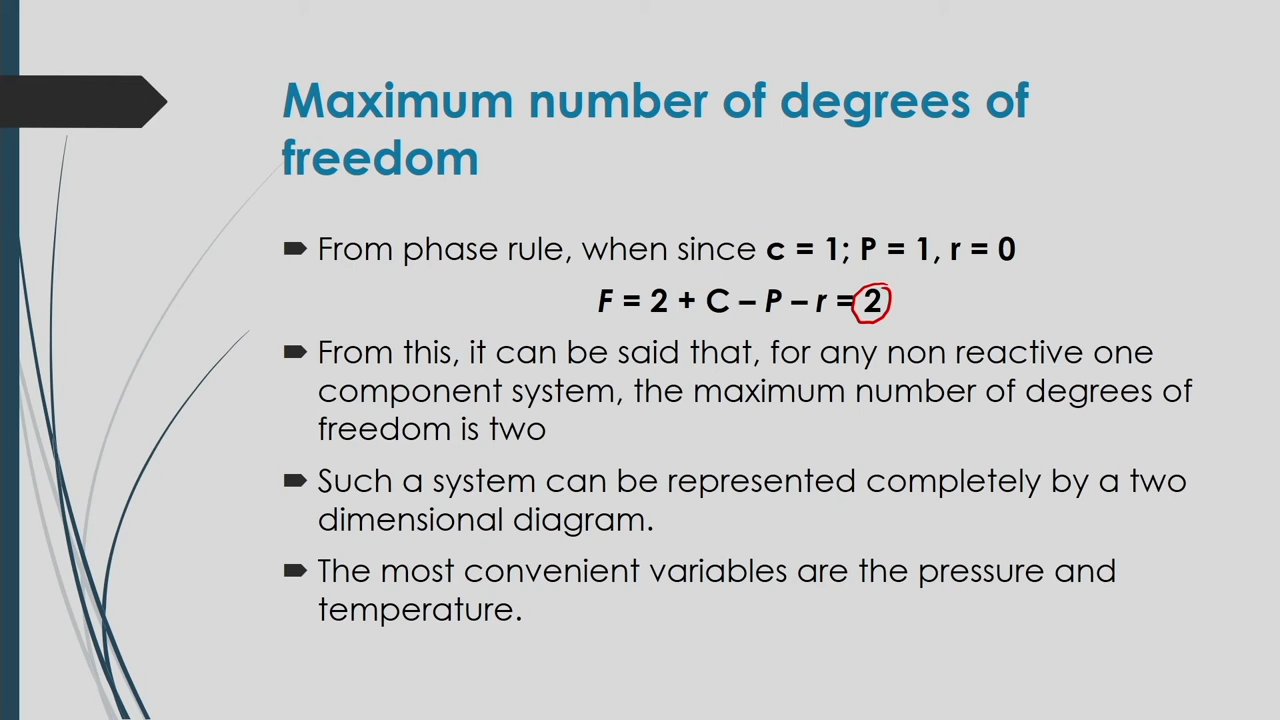 Maximum number of degrees of
freedom
From phase rule, when since c = 1; P = 1, r = 0
F = 2 + C – P – r = 2
From this, it can be said that, for any non reactive one
component system, the maximum number of degrees of
freedom is two
Such a system can be represented completely by a two
dimensional diagram.
The most convenient variables are the pressure and
temperature.